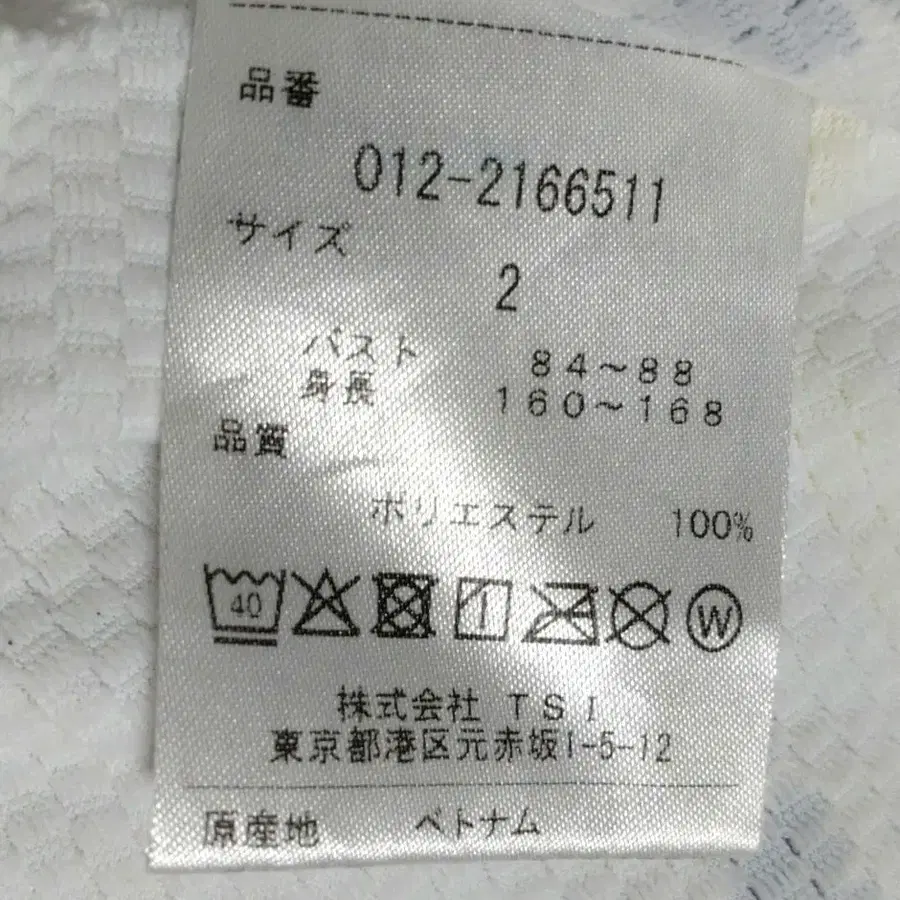 品番
012-2166511
サイズ
2
バスト 84～88
身長 160～168
品質
ポリエステル 100%
40 W
株式会社 TSI
東京都港区元赤坂1-5-12
原産地 ベトナム